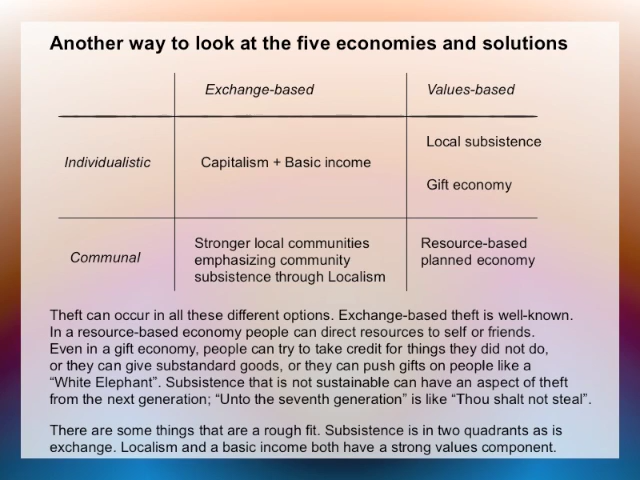 Another way to look at the five economies and solutions
Exchange-based
Values-based
Individualistic
Capitalism + Basic income
Local subsistence
Gift economy
Communal
Stronger local communities
emphasizing community
subsistence through Localism
Resource-based
planned economy
Theft can occur in all these different options. Exchange-based theft is well-known.
In a resource-based economy people can direct resources to self or friends.
Even in a gift economy, people can try to take credit for things they did not do,
or they can give substandard goods, or they can push gifts on people like a
“White Elephant”. Subsistence that is not sustainable can have an aspect of theft
from the next generation; “Unto the seventh generation” is like “Thou shalt not steal”.
There are some things that are a rough fit. Subsistence is in two quadrants as is
exchange. Localism and a basic income both have a strong values component.